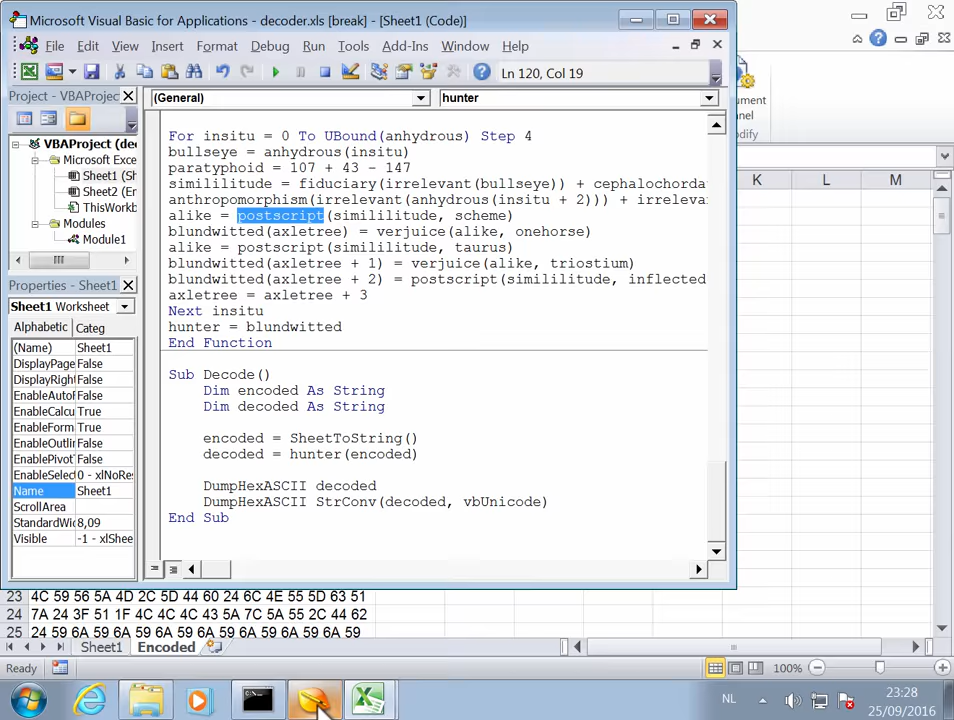 Microsoft Visual Basic for Applications - decoder.xls [break] - [Sheet1 (Code)]
File Edit View Insert Format Debug Run Tools Add-Ins Window Help
Ln 120, Col 19
Project - VBAProjec
(General)
hunter
VBAProject (dec
Microsoft Exce
Sheet1 (Sh
Sheet2 (En
ThisWorkb
Modules
Module1
Properties - Sheet1
Sheet1 Worksheet
Alphabetic Categ
(Name) Sheet1
DisplayPage False
DisplayRight False
EnableAutoF False
EnableCalcu True
EnableForm True
EnableOutlin False
EnablePivot False
EnableSelec 0 - xlNoRes
Name Sheet1
ScrollArea
StandardWid 8,09
Visible -1 - xlShee
For insitu = 0 To UBound(anhydrous) Step 4
bullseye = anhydrous(insitu)
paratyphoid = 107 + 43 - 147
simililitude = fiduciary(irrelevant(bullseye)) + cephalochorda
anthropomorphism(irrelevant(anhydrous(insitu + 2))) + irreleva
alike = postscript(simililitude, scheme)
blundwitted(axletree) = verjuice(alike, onehorse)
alike = postscript(simililitude, taurus)
blundwitted(axletree + 1) = verjuice(alike, triostium)
blundwitted(axletree + 2) = postscript(simililitude, inflected
axletree = axletree + 3
Next insitu
hunter = blundwitted
End Function
Sub Decode()
Dim encoded As String
Dim decoded As String
encoded = SheetToString()
decoded = hunter(encoded)
DumpHexASCII decoded
DumpHexASCII StrConv(decoded, vbUnicode)
End Sub
ument
nel
dify
K L M
23 4C 59 56 5A 4D 2C 5D 44 60 24 6C 4E 55 5D 63 51
24 7A 24 3F 51 1F 4C 4C 4C 43 5A 7C 5A 55 2C 44 62
25 24 59 6A 59 6A 59 6A 59 6A 59 6A 59 6A 59 6A 59
Sheet1 Encoded
Ready
100%
NL
23:28
25/09/2016